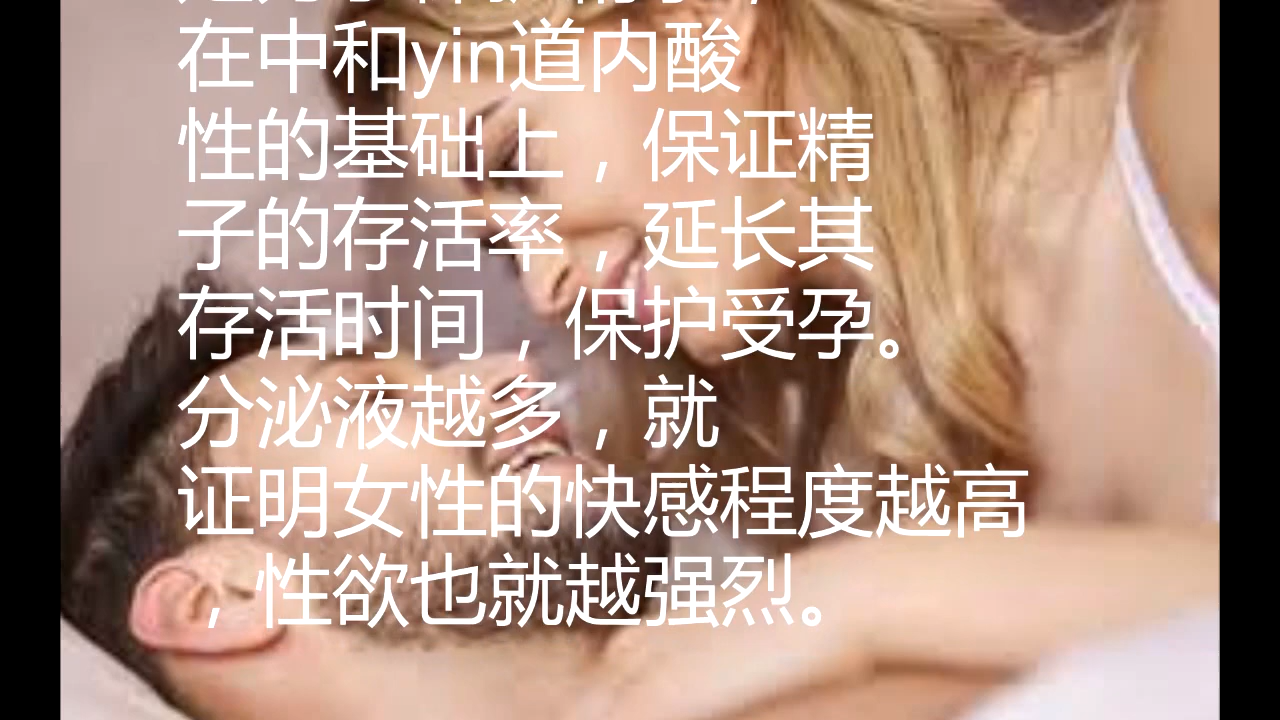 在中和yin道内酸
性的基础上，保证精
子的存活率，延长其
存活时间，保护受孕。
分泌液越多，就
证明女性的快感程度越高
，性欲也就越强烈。